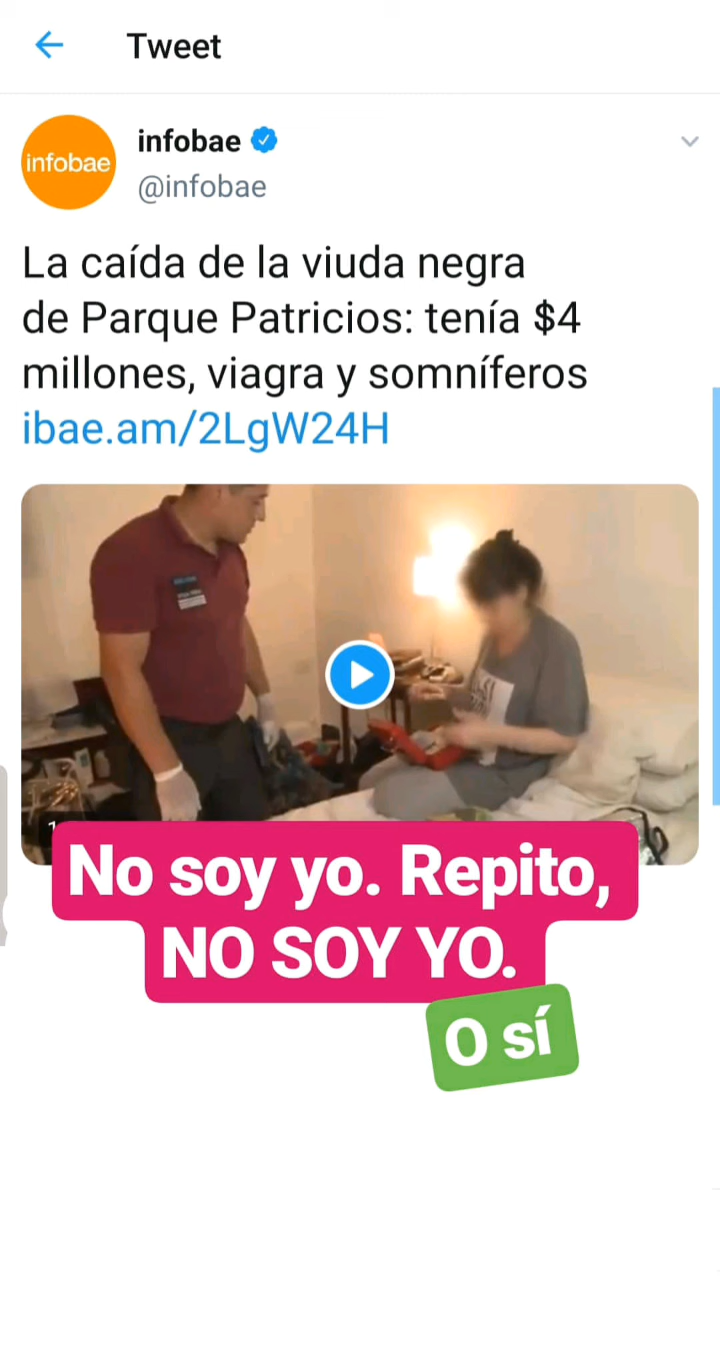 Tweet
infobae
infobae
@infobae
La caída de la viuda negra
de Parque Patricios: tenía $4
millones, viagra y somníferos
ibae.am/2LgW24H
No soy yo. Repito,
NO SOY YO.
O sí